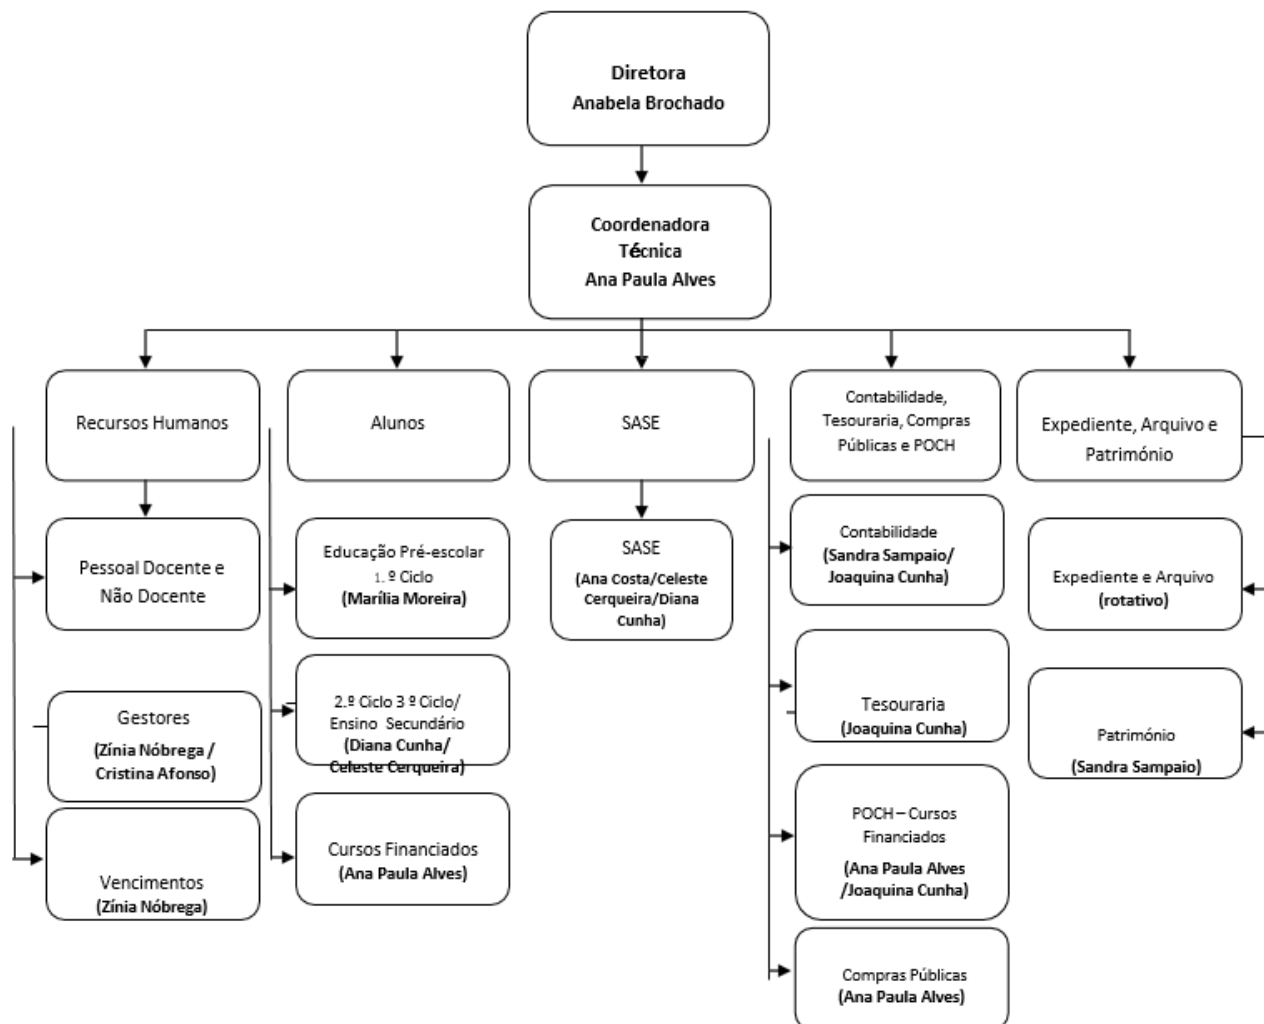 Diretora
Anabela Brochado
Coordenadora
Técnica
Ana Paula Alves
Recursos Humanos
Alunos
SASE
Contabilidade,
Tesouraria, Compras
Públicas e POCH
Expediente, Arquivo e
Património
Pessoal Docente e
Não Docente
Gestores
(Zínia Nóbrega /
Cristina Afonso)
Vencimentos
(Zínia Nóbrega)
Educação Pré-escolar
1. º Ciclo
(Marília Moreira)
2.º Ciclo 3 º Ciclo/
Ensino Secundário
(Diana Cunha/
Celeste Cerqueira)
Cursos Financiados
(Ana Paula Alves)
SASE
(Ana Costa/Celeste
Cerqueira/Diana
Cunha)
Contabilidade
(Sandra Sampaio/
Joaquina Cunha)
Tesouraria
(Joaquina Cunha)
POCH – Cursos
Financiados
(Ana Paula Alves
/Joaquina Cunha)
Compras Públicas
(Ana Paula Alves)
Expediente e Arquivo
(rotativo)
Património
(Sandra Sampaio)